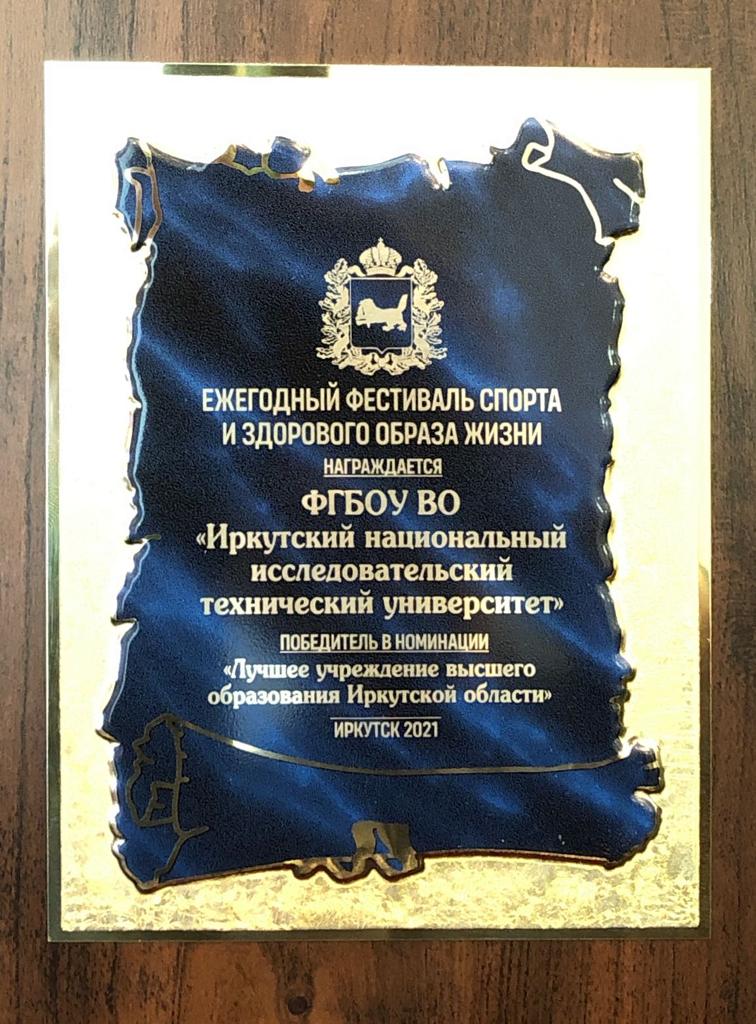 ЕЖЕГОДНЫЙ ФЕСТИВАЛЬ СПОРТА
И ЗДОРОВОГО ОБРАЗА ЖИЗНИ
НАГРАЖДАЕТСЯ
ФГБОУ ВО
«Иркутский национальный
исследовательский
технический университет»
ПОБЕДИТЕЛЬ В НОМИНАЦИИ
«Лучшее учреждение высшего
образования Иркутской области»
ИРКУТСК 2021